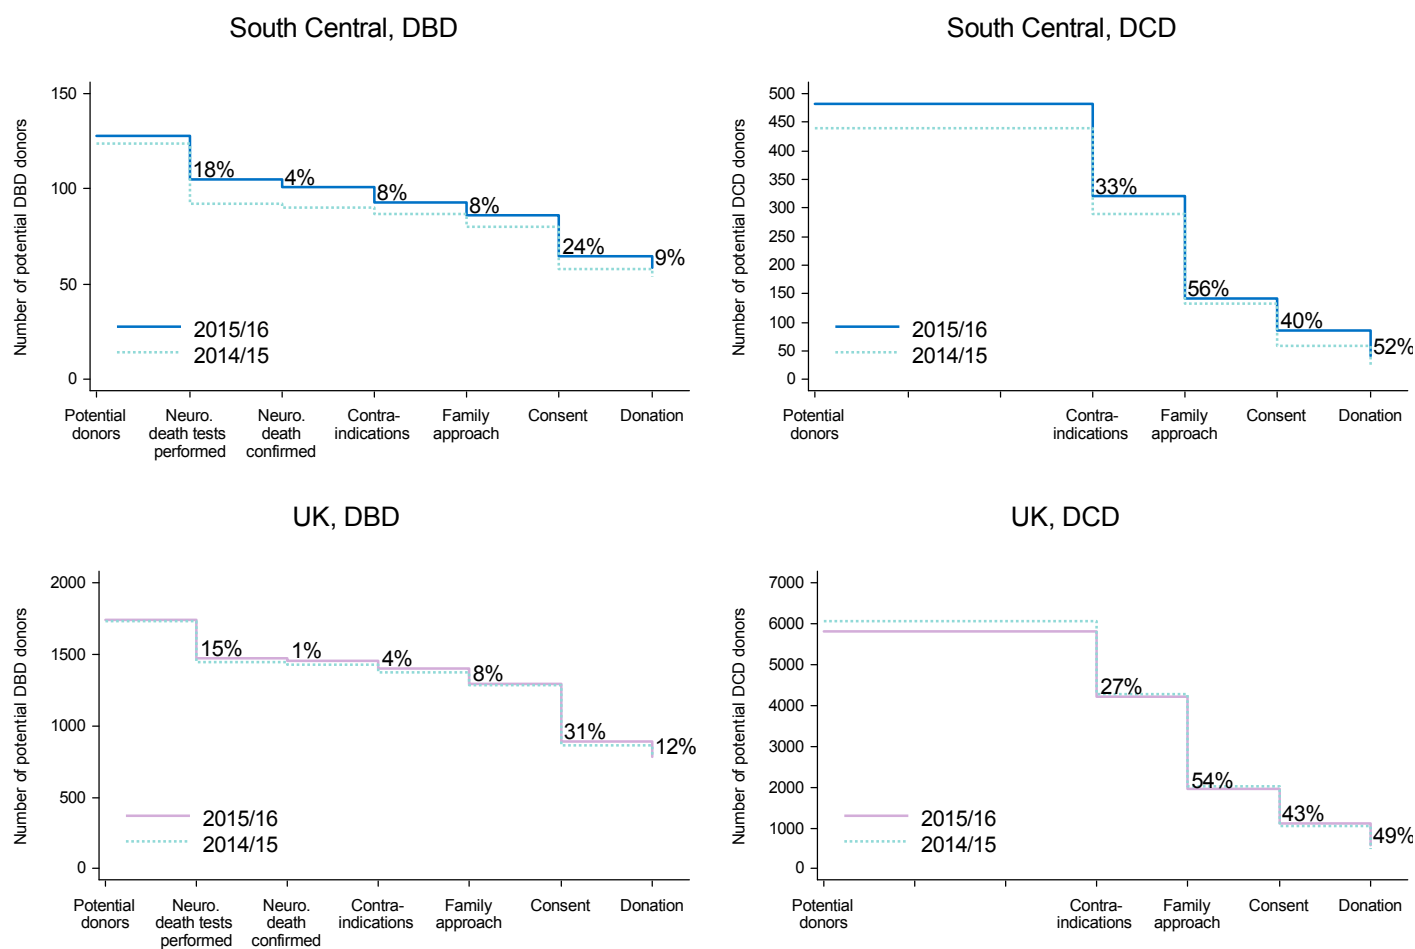 South Central, DBD
Number of potential DBD donors
150
100
50
0
18%
4%
8%
8%
24%
9%
2015/16
2014/15
Potential
donors
Neuro.
death tests
performed
Neuro.
death
confirmed
Contra-
indications
Family
approach
Consent
Donation
South Central, DCD
Number of potential DCD donors
500
450
400
350
300
250
200
150
100
50
0
33%
56%
40%
52%
2015/16
2014/15
Potential
donors
Contra-
indications
Family
approach
Consent
Donation
UK, DBD
Number of potential DBD donors
2000
1500
1000
500
0
15%
1%
4%
8%
31%
12%
2015/16
2014/15
Potential
donors
Neuro.
death tests
performed
Neuro.
death
confirmed
Contra-
indications
Family
approach
Consent
Donation
UK, DCD
Number of potential DCD donors
7000
6000
5000
4000
3000
2000
1000
0
27%
54%
43%
49%
2015/16
2014/15
Potential
donors
Contra-
indications
Family
approach
Consent
Donation